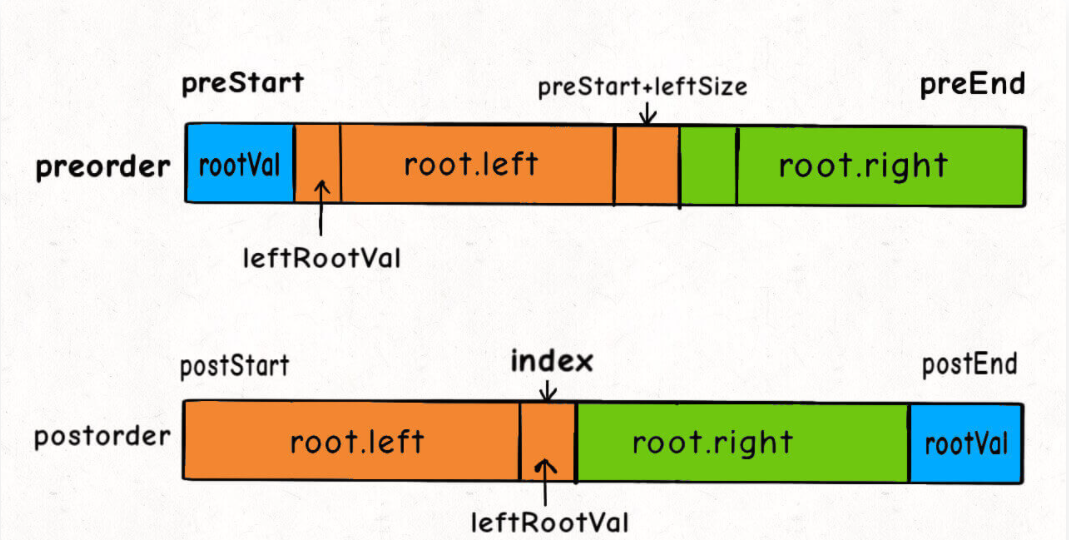 preStart
preStart+leftSize
preEnd
preorder
rootVal
root.left
root.right
leftRootVal
postStart
index
postEnd
postorder
root.left
root.right
rootVal
leftRootVal